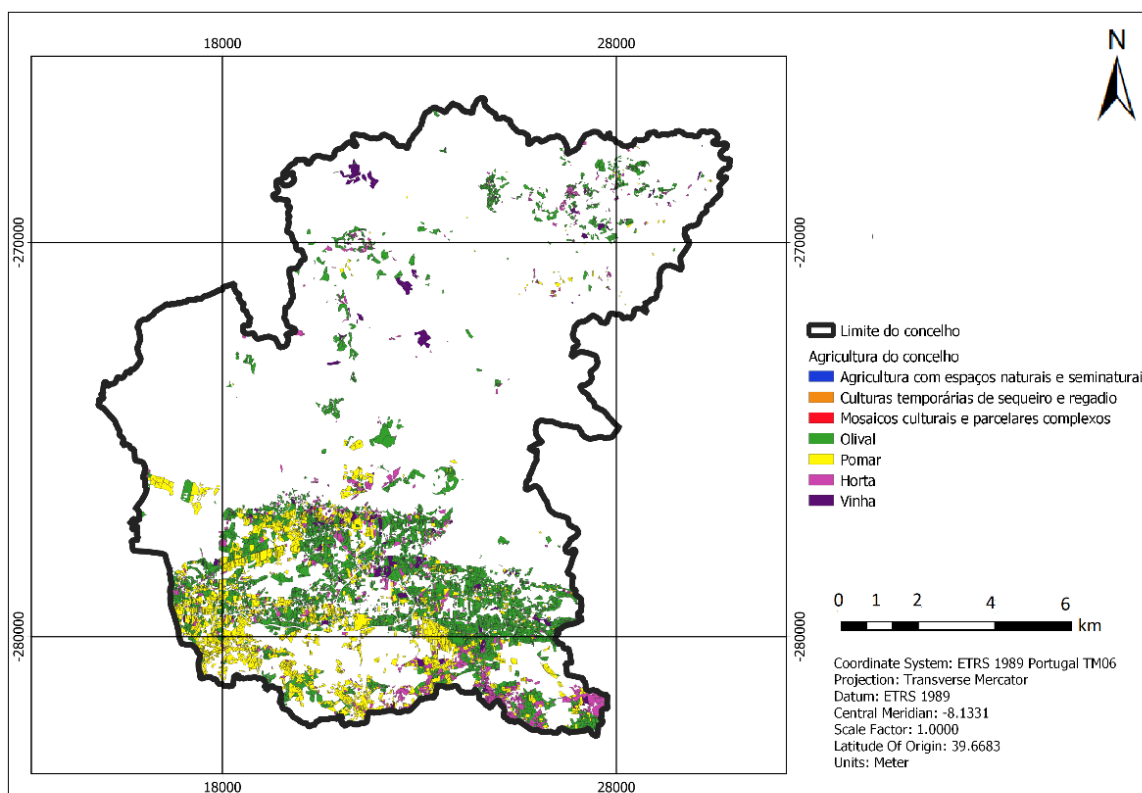 18000 28000
N
-270000 -270000
Limite do concelho
Agricultura do concelho
Agricultura com espaços naturais e seminaturai
Culturas temporárias de sequeiro e regadio
Mosaicos culturais e parcelares complexos
Olival
Pomar
Horta
Vinha
0 1 2 4 6
km
-280000 -280000
Coordinate System: ETRS 1989 Portugal TM06
Projection: Transverse Mercator
Datum: ETRS 1989
Central Meridian: -8.1331
Scale Factor: 1.0000
Latitude Of Origin: 39.6683
Units: Meter
18000 28000